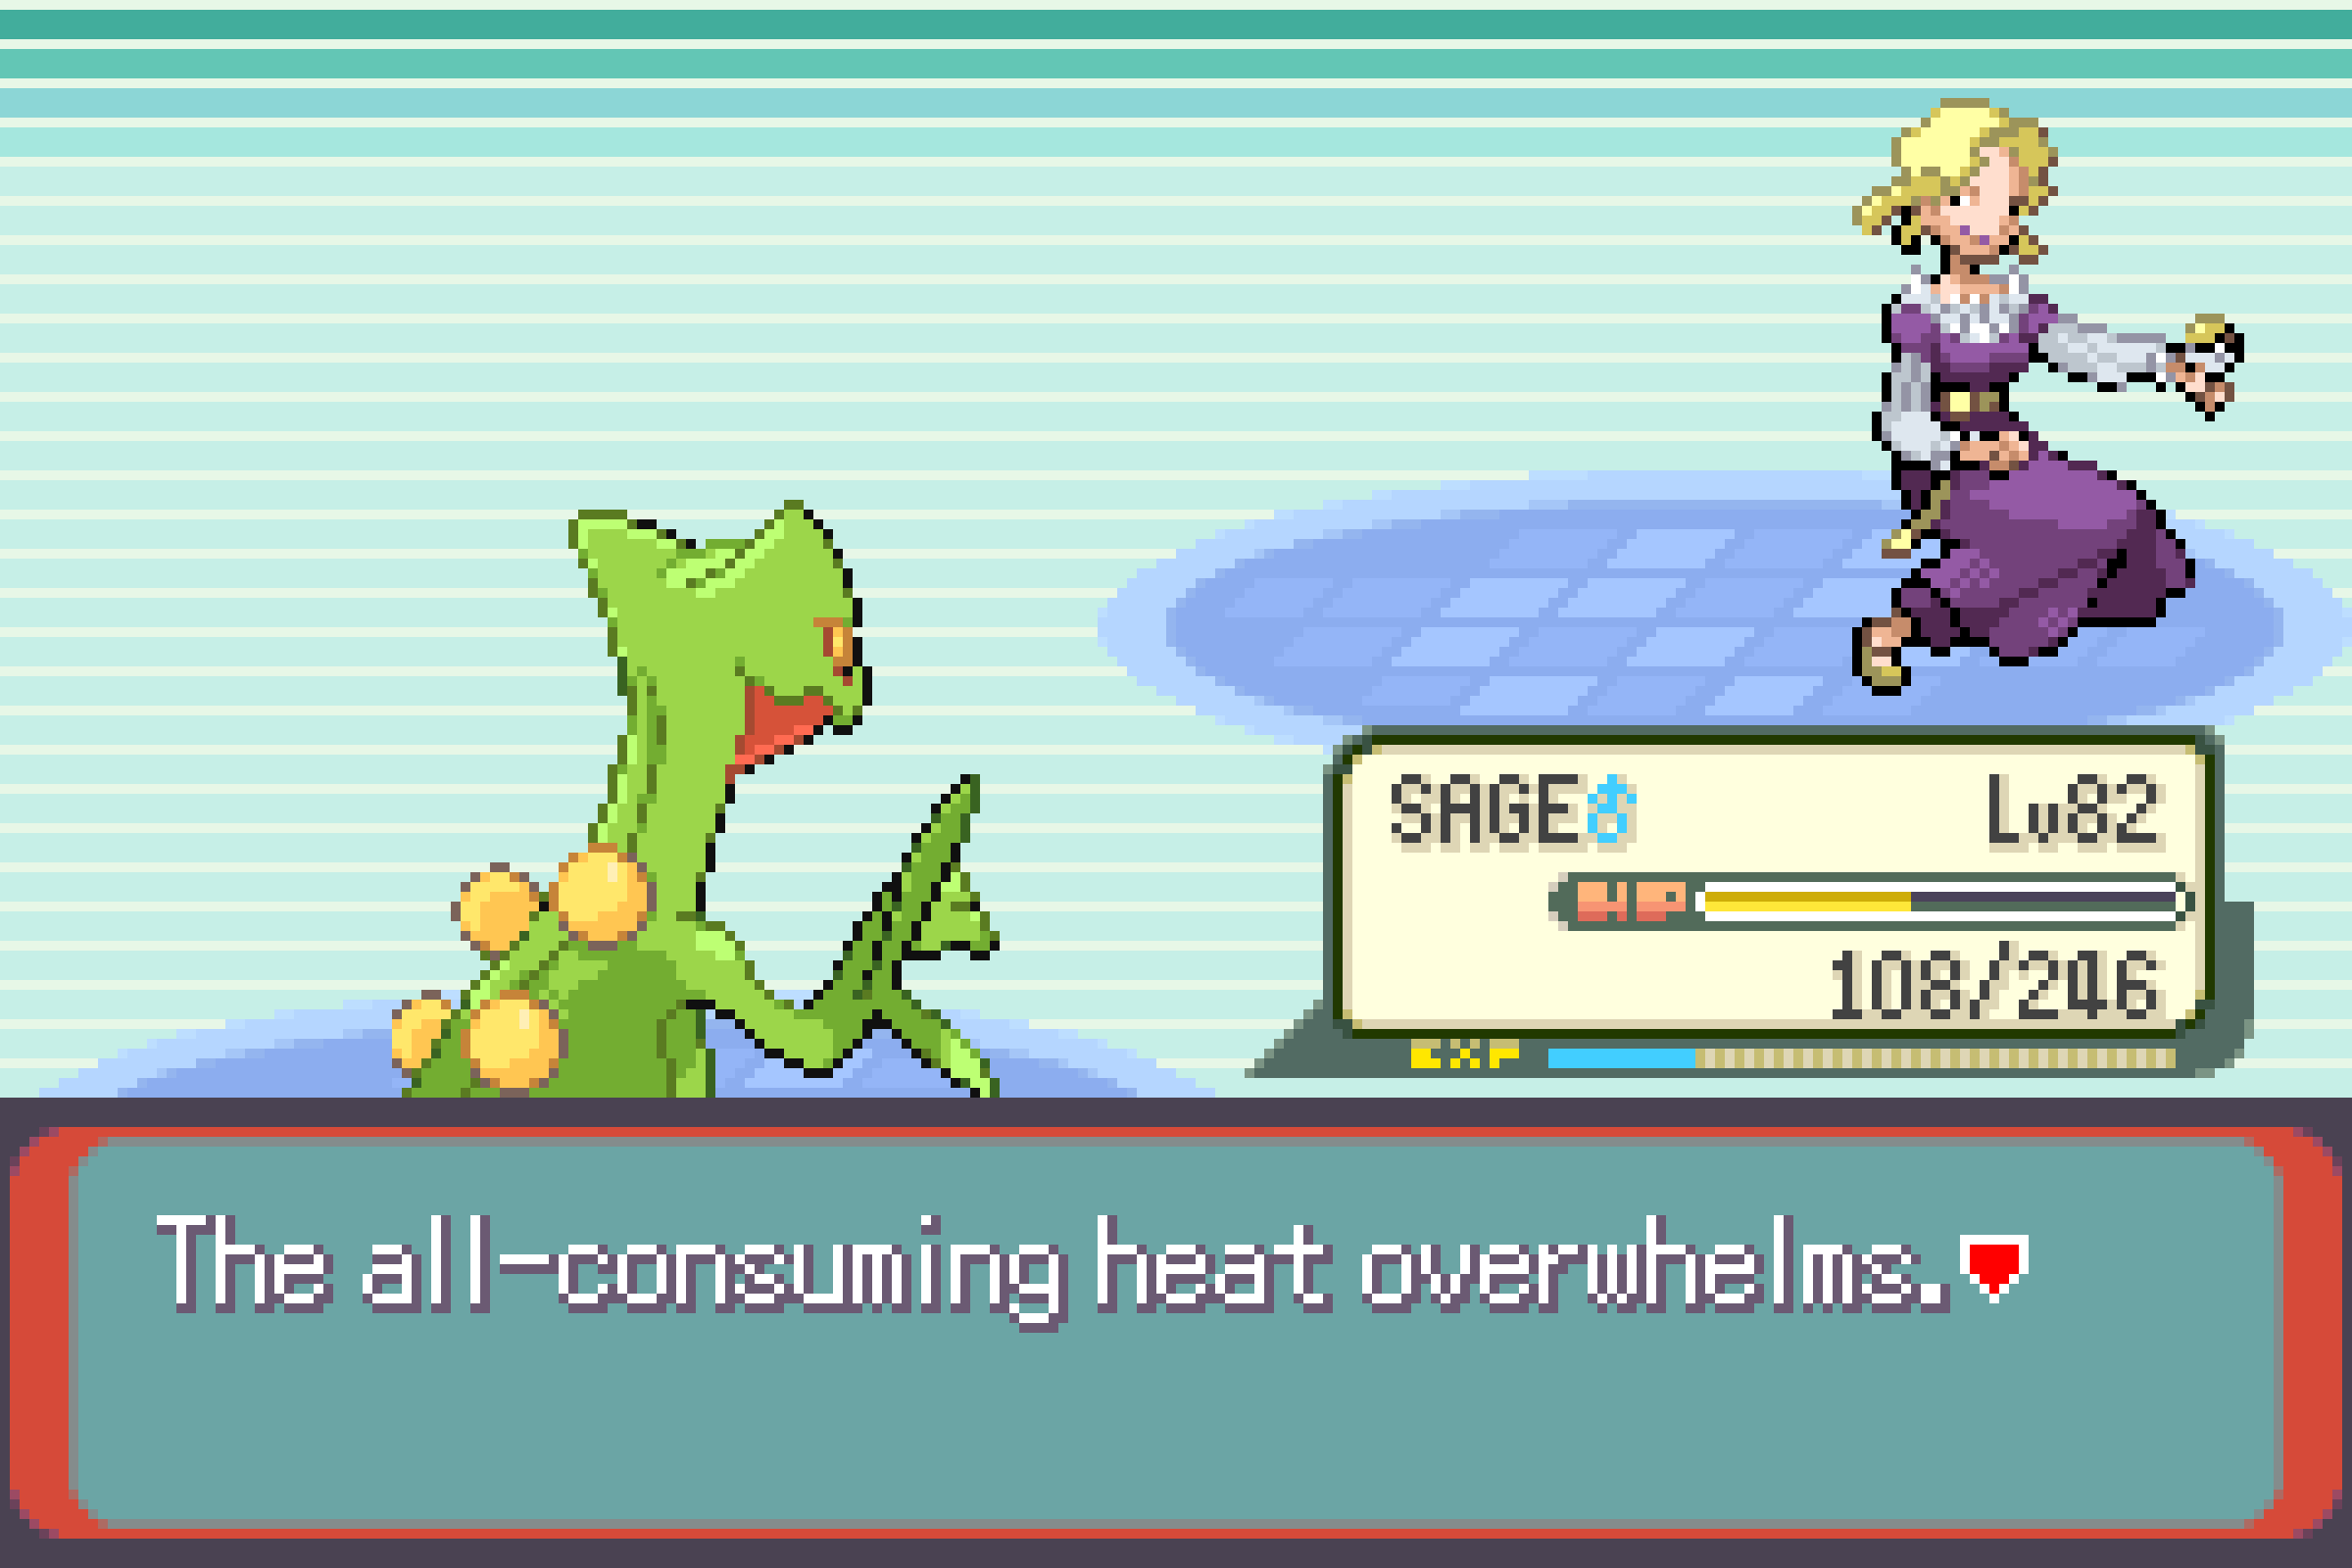 SAGE♂ Lv82
HP
108/246
EXP
The all-consuming heat overwhelms.♥